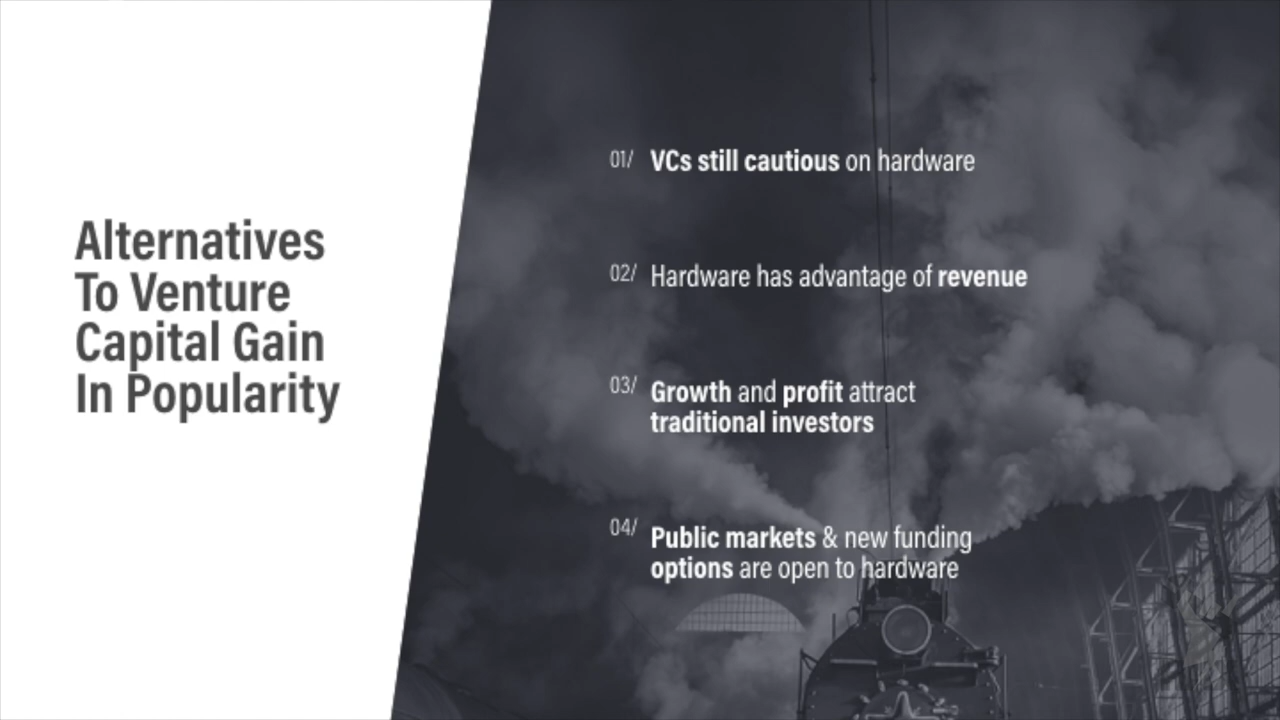 Alternatives
To Venture
Capital Gain
In Popularity
01/ VCs still cautious on hardware
02/ Hardware has advantage of revenue
03/ Growth and profit attract
traditional investors
04/ Public markets & new funding
options are open to hardware